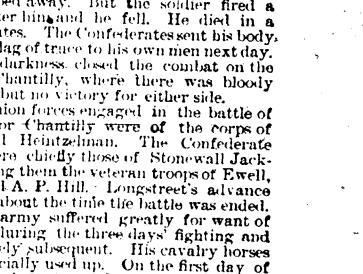 away. But the soldier fired a
ter him and he fell. He died in a
tes. The Confederates sent his body,
lag of truce to his own men next day.
darkness closed the combat on the
Chantilly, where there was bloody
but no victory for either side.
nion forces engaged in the battle of
or Chantilly were of the corps of
l Heintzelman. The Confederate
re chiefly those of Stonewall Jack-
ng them the veteran troops of Ewell,
l A. P. Hill. Longstreet's advance
about the time the battle was ended.
army suffered greatly for want of
during the three days' fighting and
ely subsequent. His cavalry horses
cially used up. On the first day of